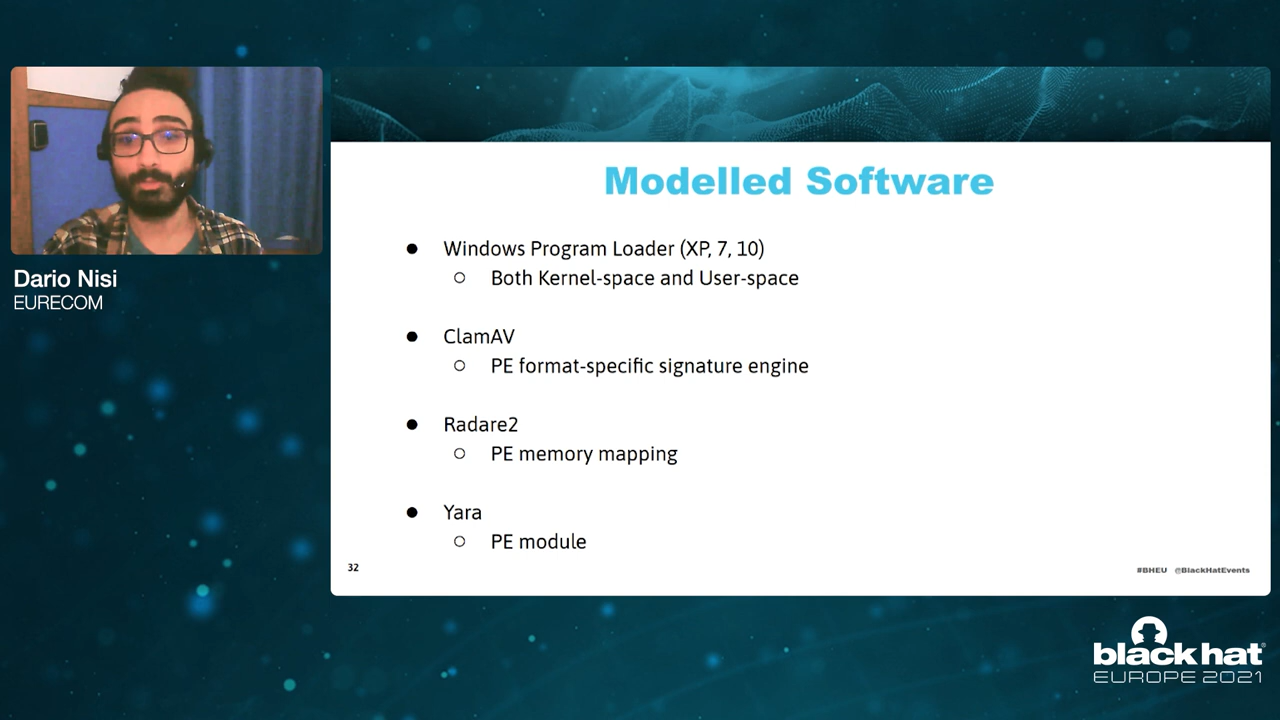 Dario Nisi
EURECOM
Modelled Software
● Windows Program Loader (XP, 7, 10)
○ Both Kernel-space and User-space
● ClamAV
○ PE format-specific signature engine
● Radare2
○ PE memory mapping
● Yara
○ PE module
32
#BHEU @BlackHatEvents
black hat
EUROPE 2021